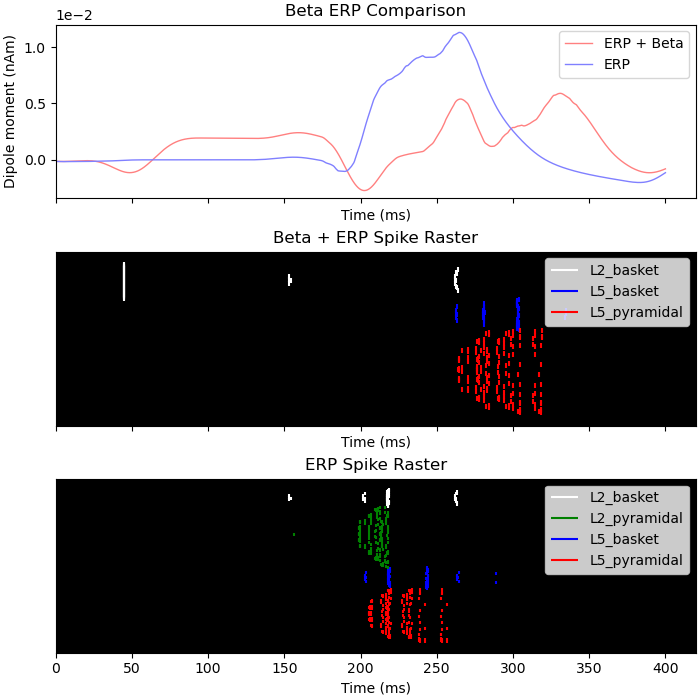 Beta ERP Comparison
1e−2
Dipole moment (nAm)
1.0
0.5
0.0
ERP + Beta
ERP
Time (ms)
Beta + ERP Spike Raster
L2_basket
L5_basket
L5_pyramidal
Time (ms)
ERP Spike Raster
L2_basket
L2_pyramidal
L5_basket
L5_pyramidal
0 50 100 150 200 250 300 350 400
Time (ms)